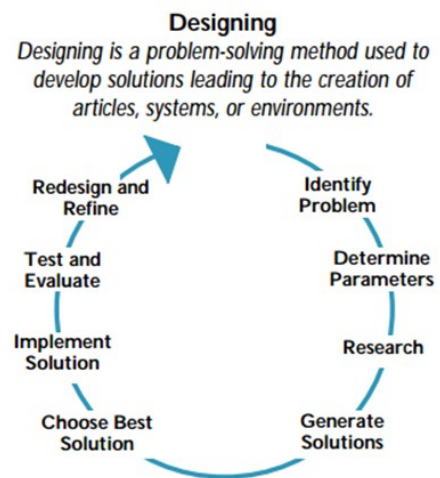 Designing
Designing is a problem-solving method used to
develop solutions leading to the creation of
articles, systems, or environments.
Identify
Problem
Determine
Parameters
Research
Generate
Solutions
Choose Best
Solution
Implement
Solution
Test and
Evaluate
Redesign and
Refine